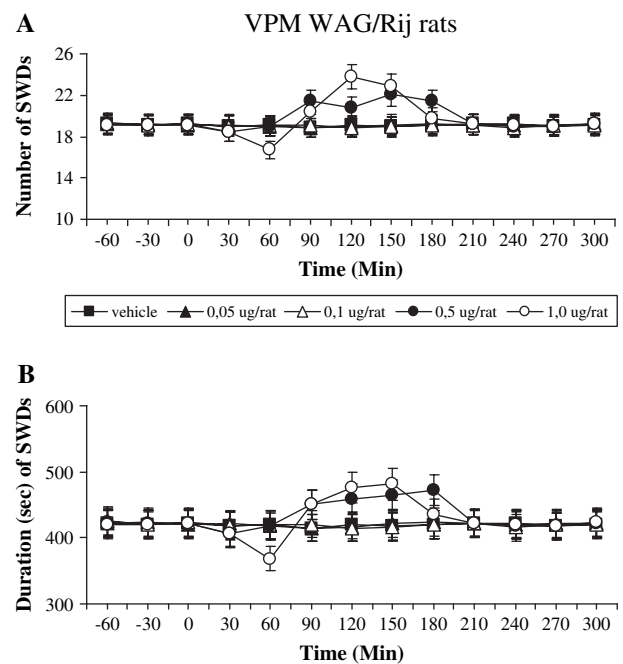 A
VPM WAG/Rij rats
Number of SWDs
26
22
18
14
10
-60 -30 0 30 60 90 120 150 180 210 240 270 300
Time (Min)
vehicle 0,05 ug/rat 0,1 ug/rat 0,5 ug/rat 1,0 ug/rat
B
Duration (sec) of SWDs
600
500
400
300
-60 -30 0 30 60 90 120 150 180 210 240 270 300
Time (Min)